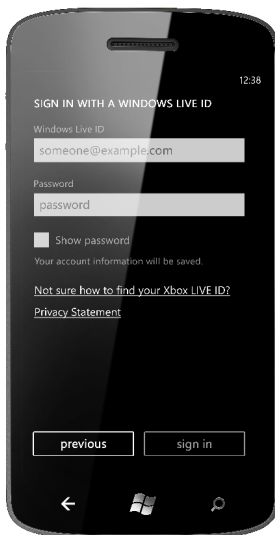 12:38
SIGN IN WITH A WINDOWS LIVE ID
Windows Live ID
someone@example.com
Password
password
Show password
Your account information will be saved.
Not sure how to find your Xbox LIVE ID?
Privacy Statement
previous
sign in